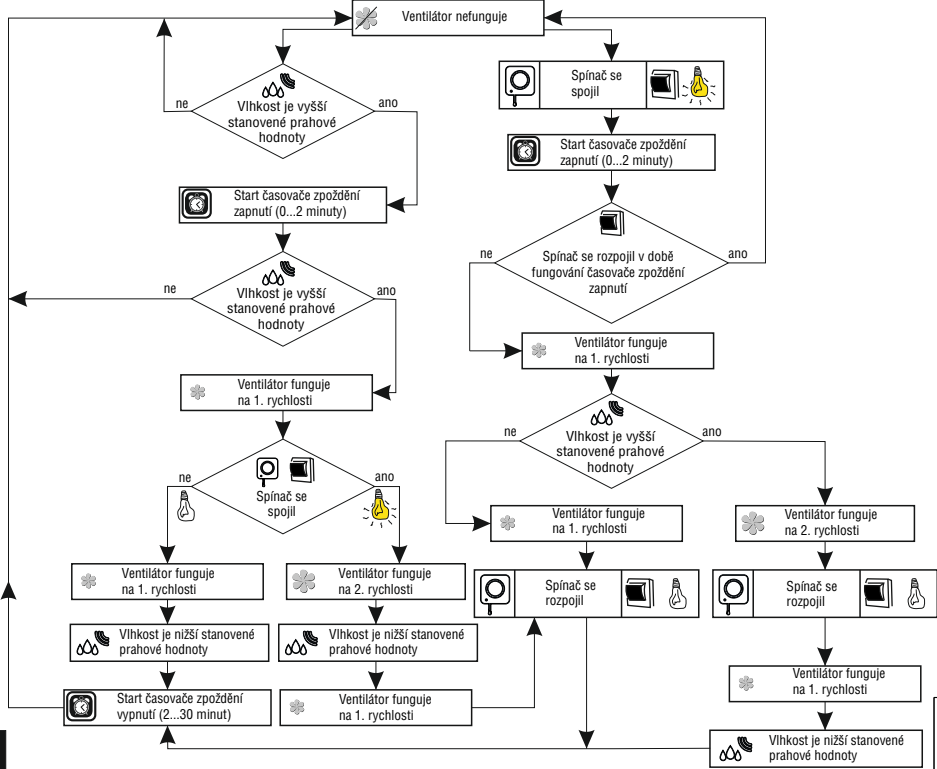 Ventilátor nefunguje
ne
Vlhkost je vyšší
stanovené prahové
hodnoty
ano
Start časovače zpoždění
zapnutí (0...2 minuty)
ne
Vlhkost je vyšší
stanovené prahové
hodnoty
ano
Ventilátor funguje
na 1. rychlosti
ne
Spínač se
spojil
ano
Ventilátor funguje
na 1. rychlosti
Vlhkost je nižší stanovené
prahové hodnoty
Start časovače zpoždění
vypnutí (2...30 minut)
Ventilátor funguje
na 2. rychlosti
Vlhkost je nižší stanovené
prahové hodnoty
Ventilátor funguje
na 1. rychlosti
Spínač se
spojil
Start časovače zpoždění
zapnutí (0...2 minuty)
ne
Spínač se rozpojil v době
fungování časovače zpoždění
zapnutí
ano
Ventilátor funguje
na 1. rychlosti
ne
Vlhkost je vyšší
stanovené prahové
hodnoty
ano
Ventilátor funguje
na 1. rychlosti
Spínač se
rozpojil
Ventilátor funguje
na 2. rychlosti
Spínač se
rozpojil
Ventilátor funguje
na 1. rychlosti
Vlhkost je nižší stanovené
prahové hodnoty